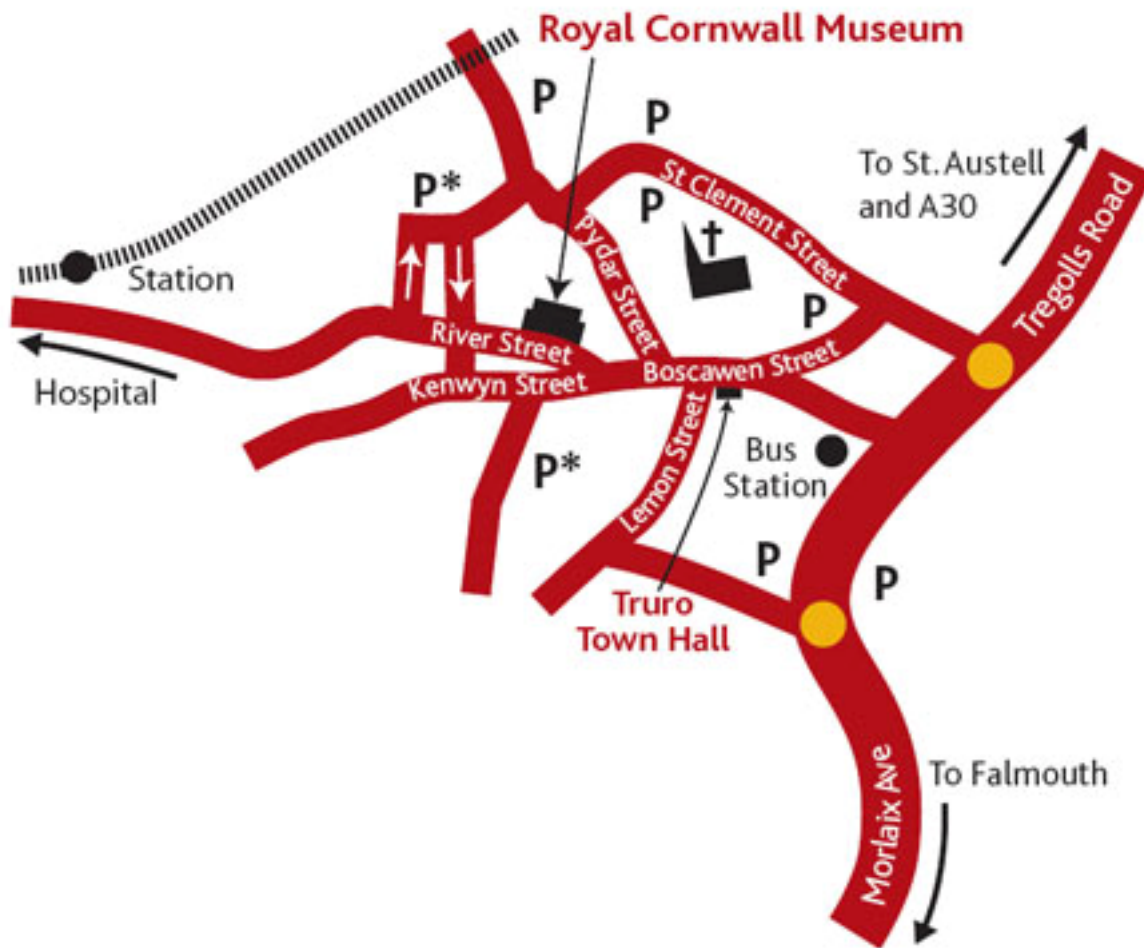 Royal Cornwall Museum
P
P
To St. Austell
and A30
P*
P
St Clement Street
Tregolls Road
Pydar Street
Station
P
River Street
Boscawen Street
Hospital
Kenwyn Street
Lemon Street
Bus
Station
P*
P
P
Truro
Town Hall
To Falmouth
Morlaix Ave